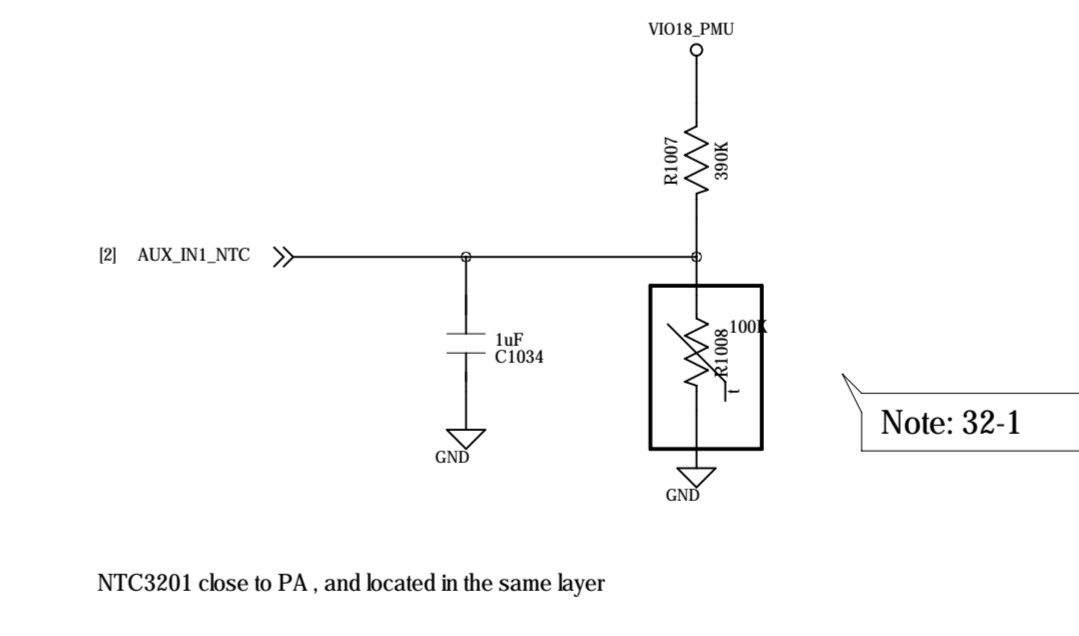 VIO18_PMU
R1007
390K
[2] AUX_IN1_NTC
1uF
C1034
GND
100K
R1008
t
GND
Note: 32-1
NTC3201 close to PA , and located in the same layer